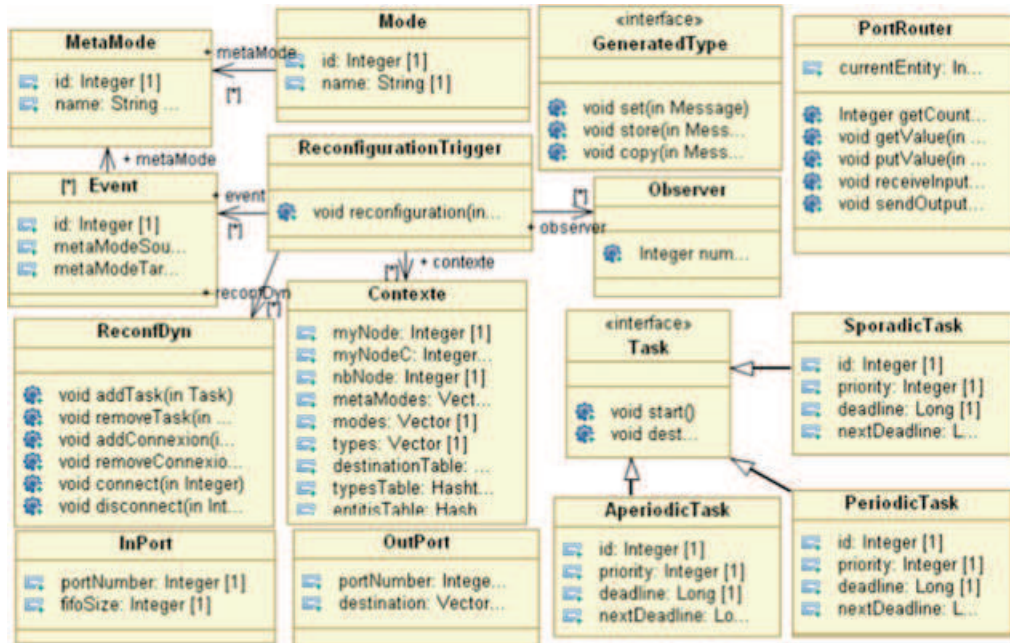 MetaMode
id: Integer [1]
name: String ...
+ metaMode
[*]
Mode
id: Integer [1]
name: String [1]
«interface»
GeneratedType
void set(in Message)
void store(in Mess...
void copy(in Mess...
PortRouter
currentEntity: In...
Integer getCount...
void getValue(in ...
void putValue(in ...
void receiveInput...
void sendOutput...
+ metaMode
[*]
Event
id: Integer [1]
metaModeSou...
metaModeTar...
+ event
[*]
ReconfigurationTrigger
void reconfiguration(in...
[*]
+ observer
Observer
Integer num...
+ reconfDyn
[*]
[*]
+ contexte
ReconfDyn
void addTask(in Task)
void removeTask(in ...
void addConnexion(i...
void removeConnexio...
void connect(in Integer)
void disconnect(in Int...
Contexte
myNode: Integer [1]
myNodeC: Integer...
nbNode: Integer [1]
metaModes: Vect...
modes: Vector [1]
types: Vector [1]
destinationTable: ...
typesTable: Hasht...
entitisTable: Hash
«interface»
Task
void start()
void dest...
SporadicTask
id: Integer [1]
priority: Integer [1]
deadline: Long [1]
nextDeadline: L...
InPort
portNumber: Integer [1]
fifoSize: Integer [1]
OutPort
portNumber: Intege...
destination: Vector...
AperiodicTask
id: Integer [1]
priority: Integer [1]
deadline: Long [1]
nextDeadline: Lo...
PeriodicTask
id: Integer [1]
priority: Integer [1]
deadline: Long [1]
nextDeadline: L...